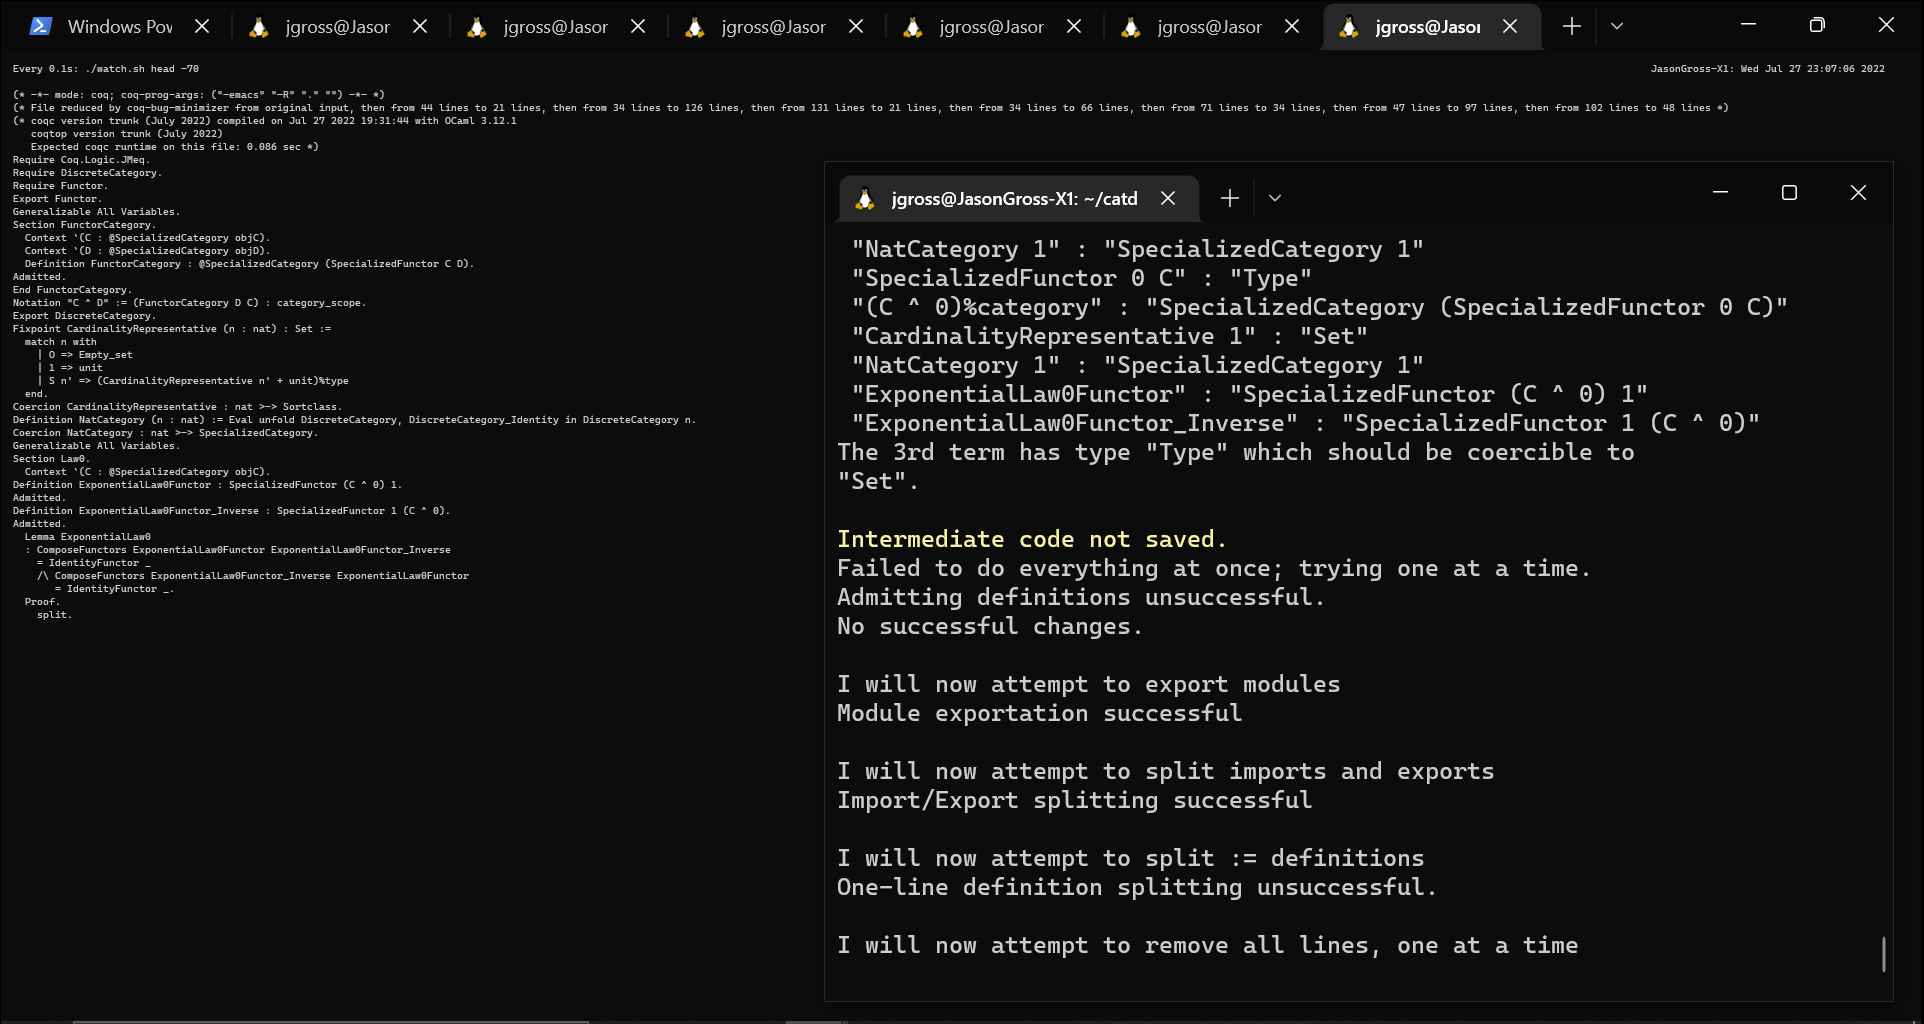 Windows Pow
jgross@Jason
jgross@Jason
jgross@Jason
jgross@Jason
jgross@Jason
jgross@Jason
Every 0.1s: ./watch.sh head -70
JasonGross-X1: Wed Jul 27 23:07:06 2022
(* -*- mode: coq; coq-prog-args: ("-emacs" "-R" "." "") -*- *)
(* File reduced by coq-bug-minimizer from original input, then from 44 lines to 21 lines, then from 34 lines to 126 lines, then from 131 lines to 21 lines, then from 34 lines to 66 lines, then from 71 lines to 34 lines, then from 47 lines to 97 lines, then from 102 lines to 48 lines *)
(* coqc version trunk (July 2022) compiled on Jul 27 2022 19:31:44 with OCaml 3.12.1
   coqtop version trunk (July 2022)
   Expected coqc runtime on this file: 0.086 sec *)
Require Coq.Logic.JMeq.
Require DiscreteCategory.
Require Functor.
Export Functor.
Generalizable All Variables.
Section FunctorCategory.
  Context `(C : @SpecializedCategory objC).
  Context `(D : @SpecializedCategory objD).
  Definition FunctorCategory : @SpecializedCategory (SpecializedFunctor C D).
Admitted.
End FunctorCategory.
Notation "C ^ D" := (FunctorCategory D C) : category_scope.
Export DiscreteCategory.
Fixpoint CardinalityRepresentative (n : nat) : Set :=
  match n with
    | O => Empty_set
    | 1 => unit
    | S n' => (CardinalityRepresentative n' + unit)%type
  end.
Coercion CardinalityRepresentative : nat >-> Sortclass.
Definition NatCategory (n : nat) := Eval unfold DiscreteCategory, DiscreteCategory_Identity in DiscreteCategory n.
Coercion NatCategory : nat >-> SpecializedCategory.
Generalizable All Variables.
Section Law0.
  Context `(C : @SpecializedCategory objC).
Definition ExponentialLaw0Functor : SpecializedFunctor (C ^ 0) 1.
Admitted.
Definition ExponentialLaw0Functor_Inverse : SpecializedFunctor 1 (C ^ 0).
Admitted.
  Lemma ExponentialLaw0
  : ComposeFunctors ExponentialLaw0Functor ExponentialLaw0Functor_Inverse
    = IdentityFunctor _
    /\ ComposeFunctors ExponentialLaw0Functor_Inverse ExponentialLaw0Functor
       = IdentityFunctor _.
  Proof.
    split.
jgross@JasonGross-X1: ~/catd
 "NatCategory 1" : "SpecializedCategory 1"
 "SpecializedFunctor 0 C" : "Type"
 "(C ^ 0)%category" : "SpecializedCategory (SpecializedFunctor 0 C)"
 "CardinalityRepresentative 1" : "Set"
 "NatCategory 1" : "SpecializedCategory 1"
 "ExponentialLaw0Functor" : "SpecializedFunctor (C ^ 0) 1"
 "ExponentialLaw0Functor_Inverse" : "SpecializedFunctor 1 (C ^ 0)"
The 3rd term has type "Type" which should be coercible to
"Set".
Intermediate code not saved.
Failed to do everything at once; trying one at a time.
Admitting definitions unsuccessful.
No successful changes.
I will now attempt to export modules
Module exportation successful
I will now attempt to split imports and exports
Import/Export splitting successful
I will now attempt to split := definitions
One-line definition splitting unsuccessful.
I will now attempt to remove all lines, one at a time